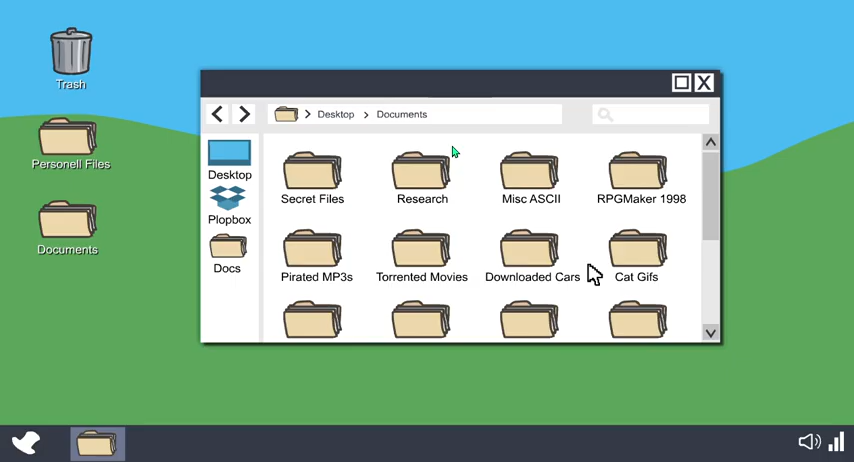 Trash
Personell Files
Documents
Desktop
Documents
Desktop
Plopbox
Docs
Secret Files
Research
Misc ASCII
RPGMaker 1998
Pirated MP3s
Torrented Movies
Downloaded Cars
Cat Gifs